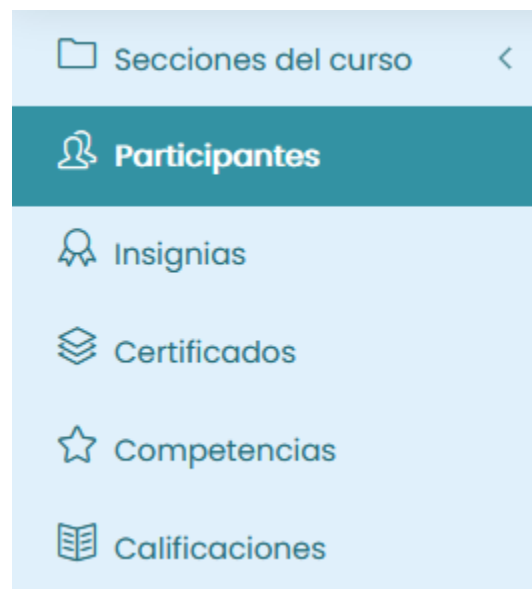 Secciones del curso
Participantes
Insignias
Certificados
Competencias
Calificaciones